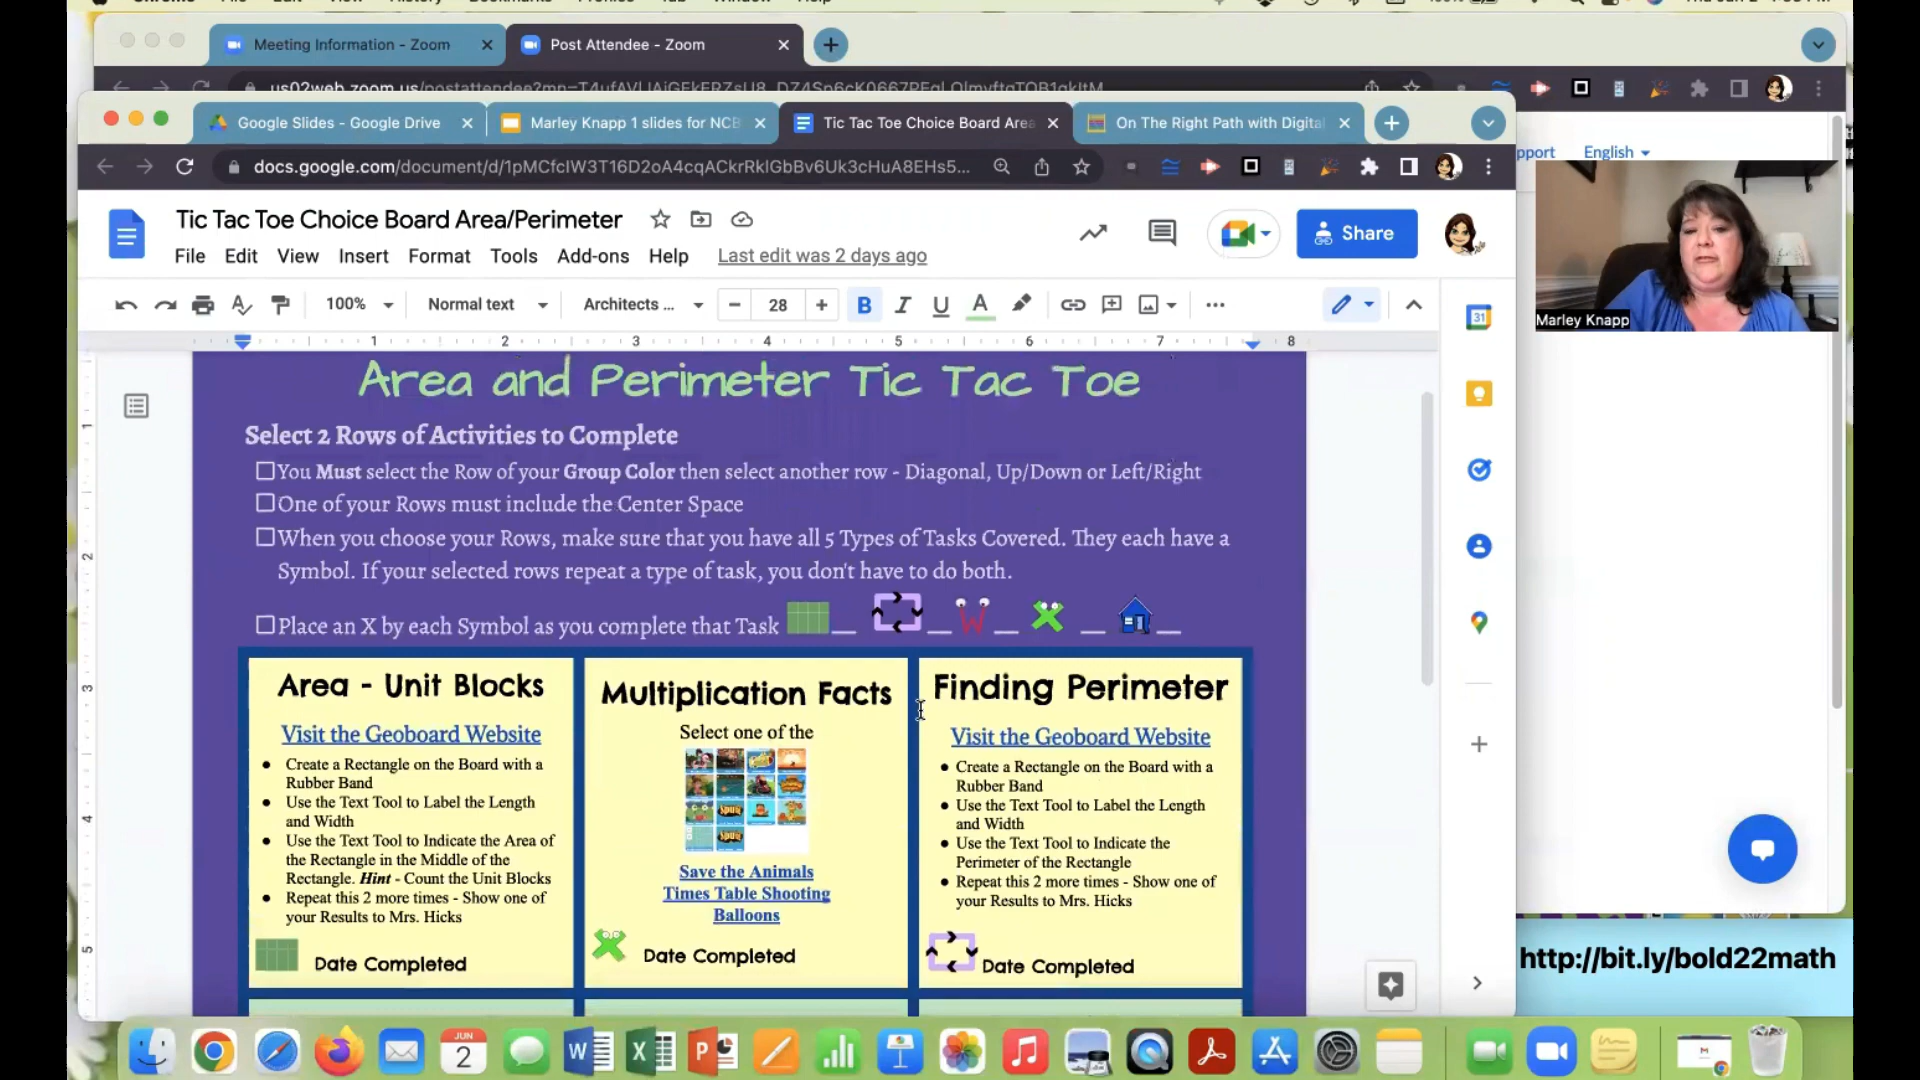 Meeting Information - Zoom
Post Attendee - Zoom
Google Slides - Google Drive
Marley Knapp 1 slides for NCB
Tic Tac Toe Choice Board Area
On The Right Path with Digital
docs.google.com/document/d/1pMCfcIW3T16D2oA4cqACkrRklGbBv6Uk3cHuA8EHs5...
pport
English
Tic Tac Toe Choice Board Area/Perimeter
Share
File Edit View Insert Format Tools Add-ons Help
Last edit was 2 days ago
100%
Normal text
Architects ...
28
Marley Knapp
1 2 3 4 5 6 7 8
Area and Perimeter Tic Tac Toe
Select 2 Rows of Activities to Complete
You Must select the Row of your Group Color then select another row - Diagonal, Up/Down or Left/Right
One of your Rows must include the Center Space
When you choose your Rows, make sure that you have all 5 Types of Tasks Covered. They each have a
Symbol. If your selected rows repeat a type of task, you don't have to do both.
Place an X by each Symbol as you complete that Task
Area - Unit Blocks
Visit the Geoboard Website
Create a Rectangle on the Board with a
Rubber Band
Use the Text Tool to Label the Length
and Width
Use the Text Tool to Indicate the Area of
the Rectangle in the Middle of the
Rectangle. Hint - Count the Unit Blocks
Repeat this 2 more times - Show one of
your Results to Mrs. Hicks
Date Completed
Multiplication Facts
Select one of the
Save the Animals
Times Table Shooting
Balloons
Date Completed
Finding Perimeter
Visit the Geoboard Website
Create a Rectangle on the Board with a
Rubber Band
Use the Text Tool to Label the Length
and Width
Use the Text Tool to Indicate the
Perimeter of the Rectangle
Repeat this 2 more times - Show one of
your Results to Mrs. Hicks
Date Completed
http://bit.ly/bold22math
JUN
2